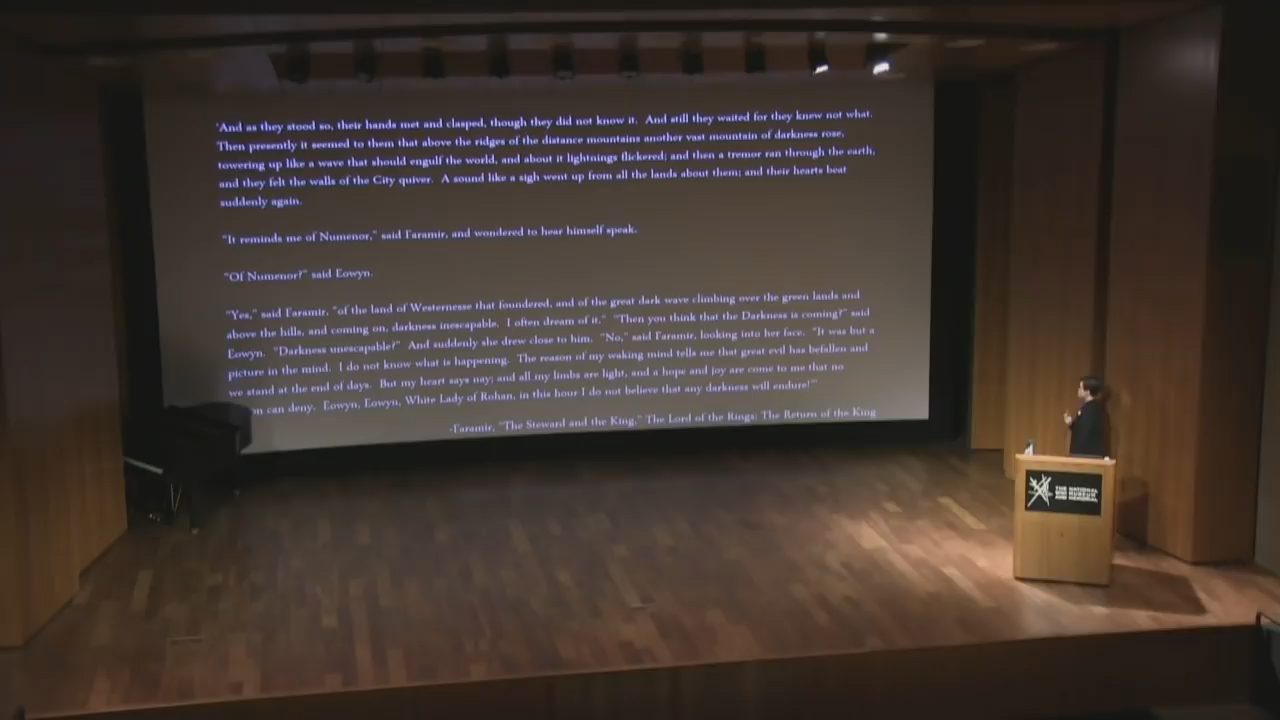 'And as they stood so, their hands met and clasped, though they did not know it. And still they waited for they knew not what.
Then presently it seemed to them that above the ridges of the distance mountains another vast mountain of darkness rose,
towering up like a wave that should engulf the world, and about it lightnings flickered; and then a tremor ran through the earth,
and they felt the walls of the City quiver. A sound like a sigh went up from all the lands about them; and their hearts beat
suddenly again.
"It reminds me of Numenor," said Faramir, and wondered to hear himself speak.
"Of Numenor?" said Eowyn.
"Yes," said Faramir, "of the land of Westernesse that foundered, and of the great dark wave climbing over the green lands and
above the hills, and coming on, darkness inescapable. I often dream of it." "Then you think that the Darkness is coming?" said
Eowyn. "Darkness unescapable?" And suddenly she drew close to him. "No," said Faramir, looking into her face. "It was but a
picture in the mind. I do not know what is happening. The reason of my waking mind tells me that great evil has befallen and
we stand at the end of days. But my heart says nay; and all my limbs are light, and a hope and joy are come to me that no
on can deny. Eowyn, Eowyn, White Lady of Rohan, in this hour I do not believe that any darkness will endure!"'
-Faramir, "The Steward and the King," The Lord of the Rings: The Return of the King
THE NATIONAL
WWI MUSEUM
AND MEMORIAL